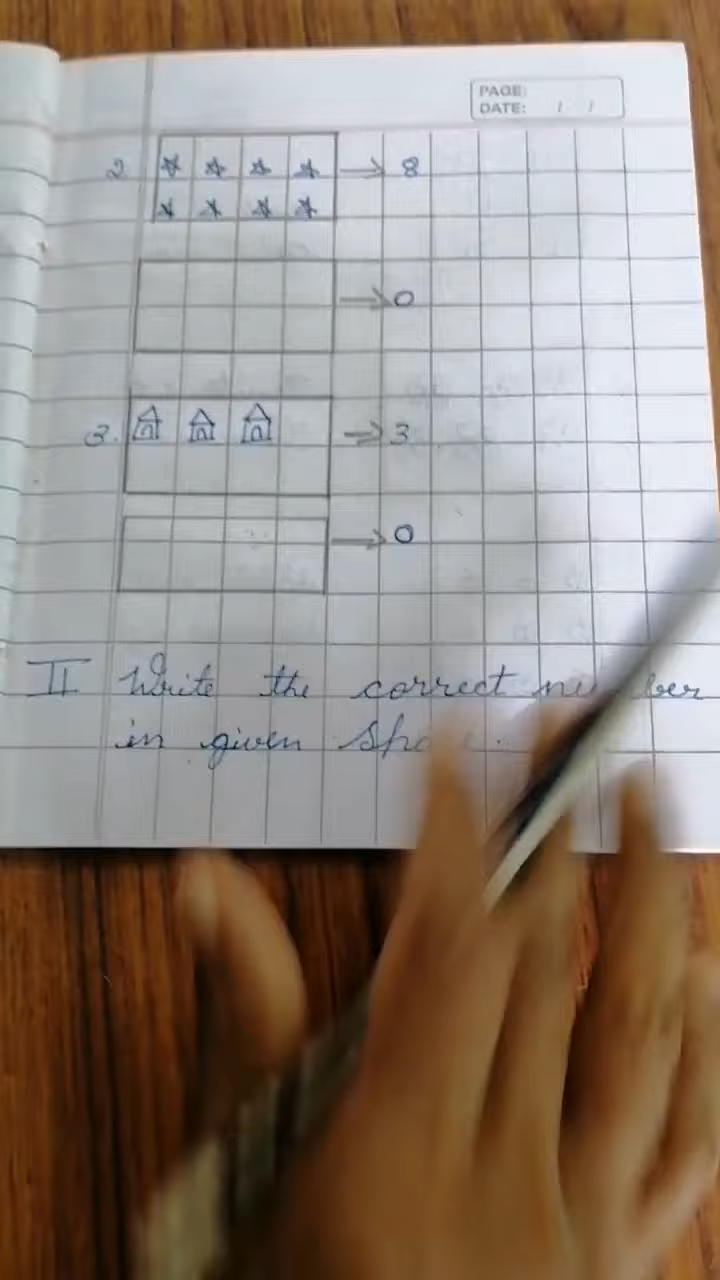 PAGE:
DATE: / /
2 → 8
→ 0
3. → 3
→ 0
II Write the correct
in given